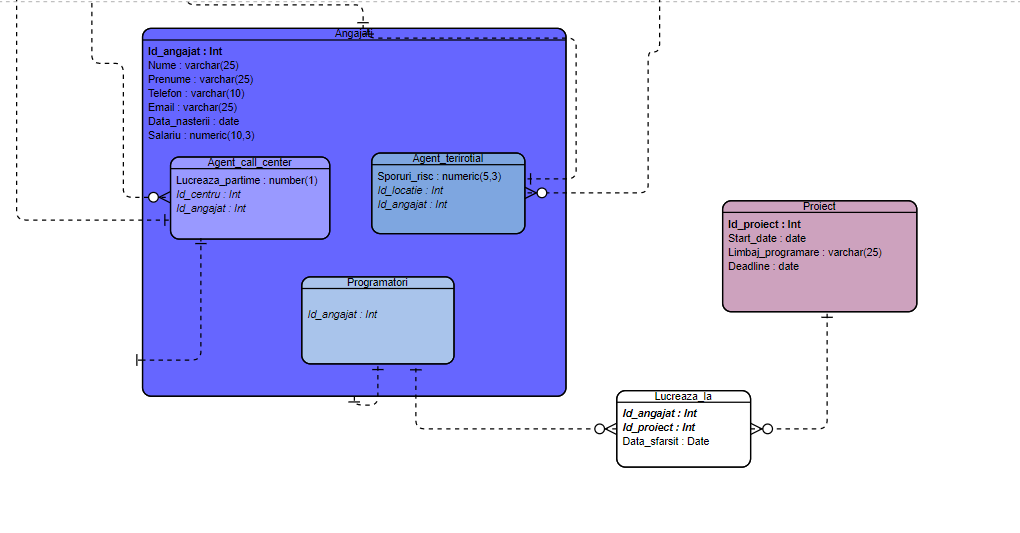 Angajati
Id_angajat : Int
Nume : varchar(25)
Prenume : varchar(25)
Telefon : varchar(10)
Email : varchar(25)
Data_nasterii : date
Salariu : numeric(10,3)
Agent_call_center
Lucreaza_partime : number(1)
Id_centru : Int
Id_angajat : Int
Agent_terirotial
Sporuri_risc : numeric(5,3)
Id_locatie : Int
Id_angajat : Int
Programatori
Id_angajat : Int
Proiect
Id_proiect : Int
Start_date : date
Limbaj_programare : varchar(25)
Deadline : date
Lucreaza_la
Id_angajat : Int
Id_proiect : Int
Data_sfarsit : Date